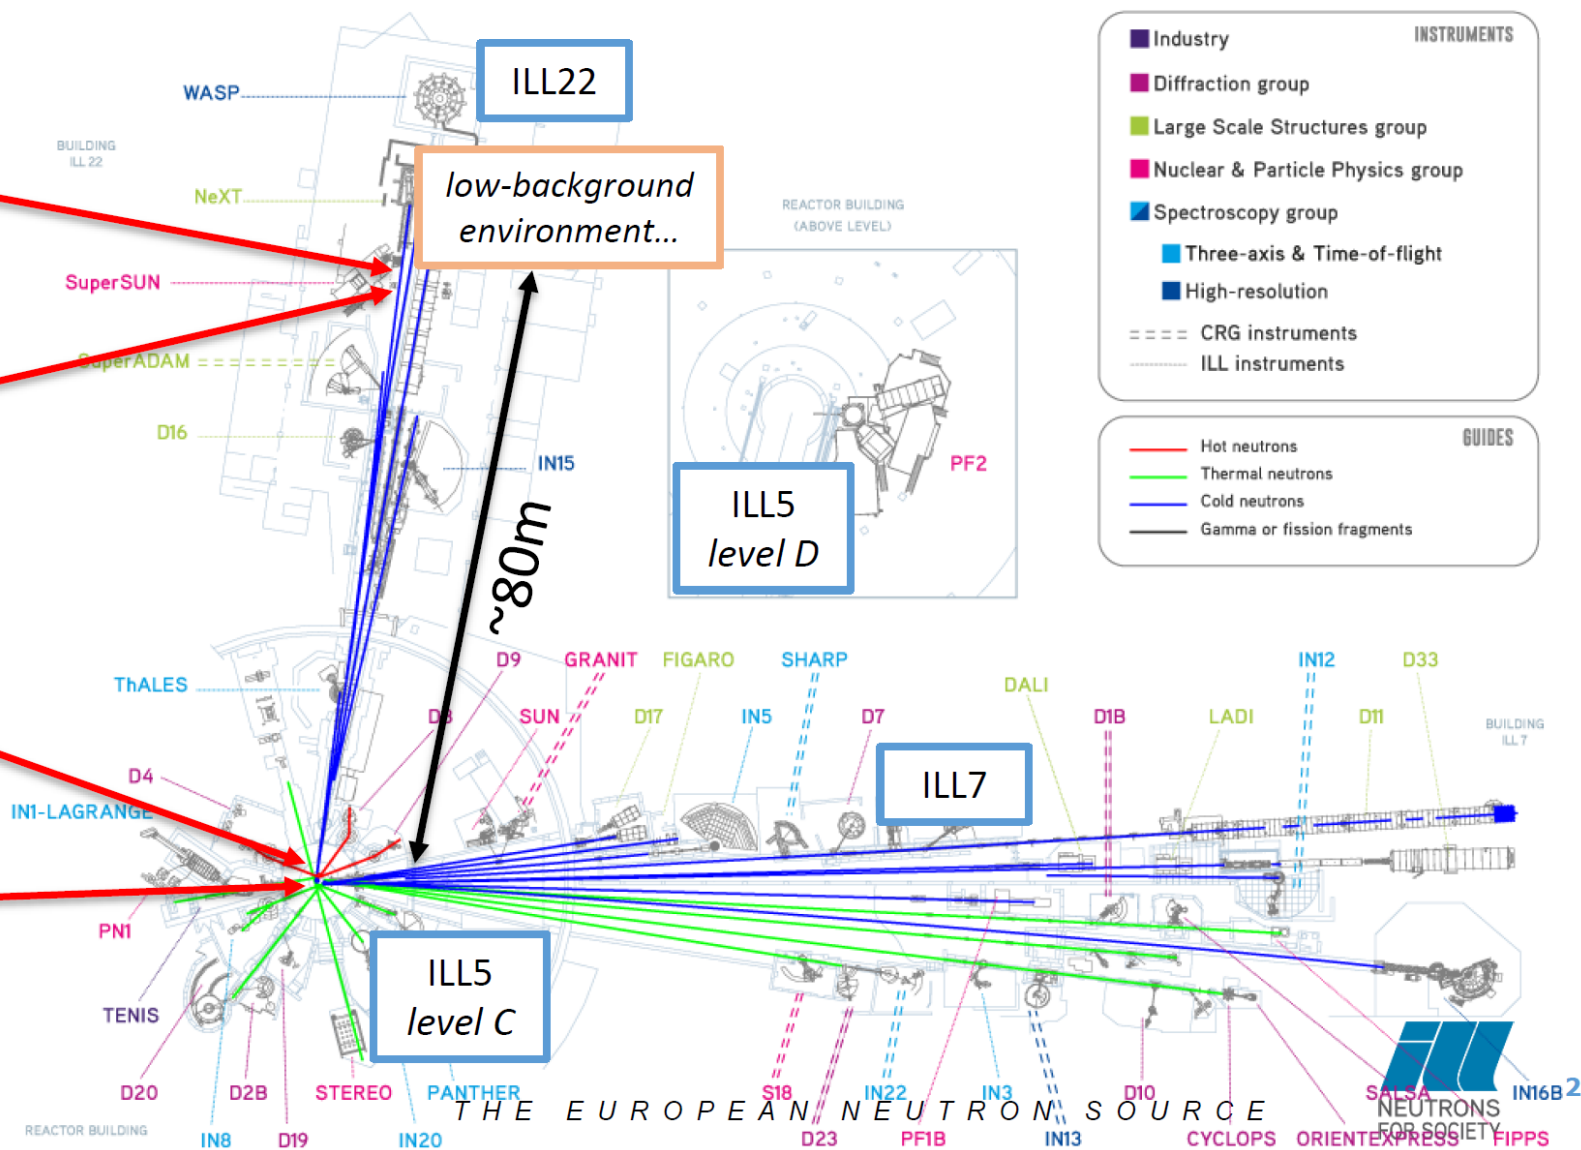 INSTRUMENTS
Industry
Diffraction group
Large Scale Structures group
Nuclear & Particle Physics group
Spectroscopy group
Three-axis & Time-of-flight
High-resolution
CRG instruments
ILL instruments
GUIDES
Hot neutrons
Thermal neutrons
Cold neutrons
Gamma or fission fragments
ILL22
WASP
BUILDING
ILL 22
low-background
environment...
NeXT
REACTOR BUILDING
(ABOVE LEVEL)
SuperSUN
SuperADAM
D16
IN15
PF2
ILL5
level D
~80m
ThALES
D9
GRANIT
FIGARO
SHARP
IN12
D33
DALI
D3
SUN
D17
IN5
D7
D1B
LADI
D11
BUILDING
ILL 7
D4
ILL7
IN1-LAGRANGE
PN1
ILL5
level C
TENIS
D20
D2B
STEREO
PANTHER
S18
IN22
IN3
D10
SALSA
IN16B
2
THE EUROPEAN NEUTRON SOURCE
NEUTRONS
FOR SOCIETY
REACTOR BUILDING
IN8
D19
IN20
D23
PF1B
IN13
CYCLOPS
ORIENTEXPRESS
FIPPS